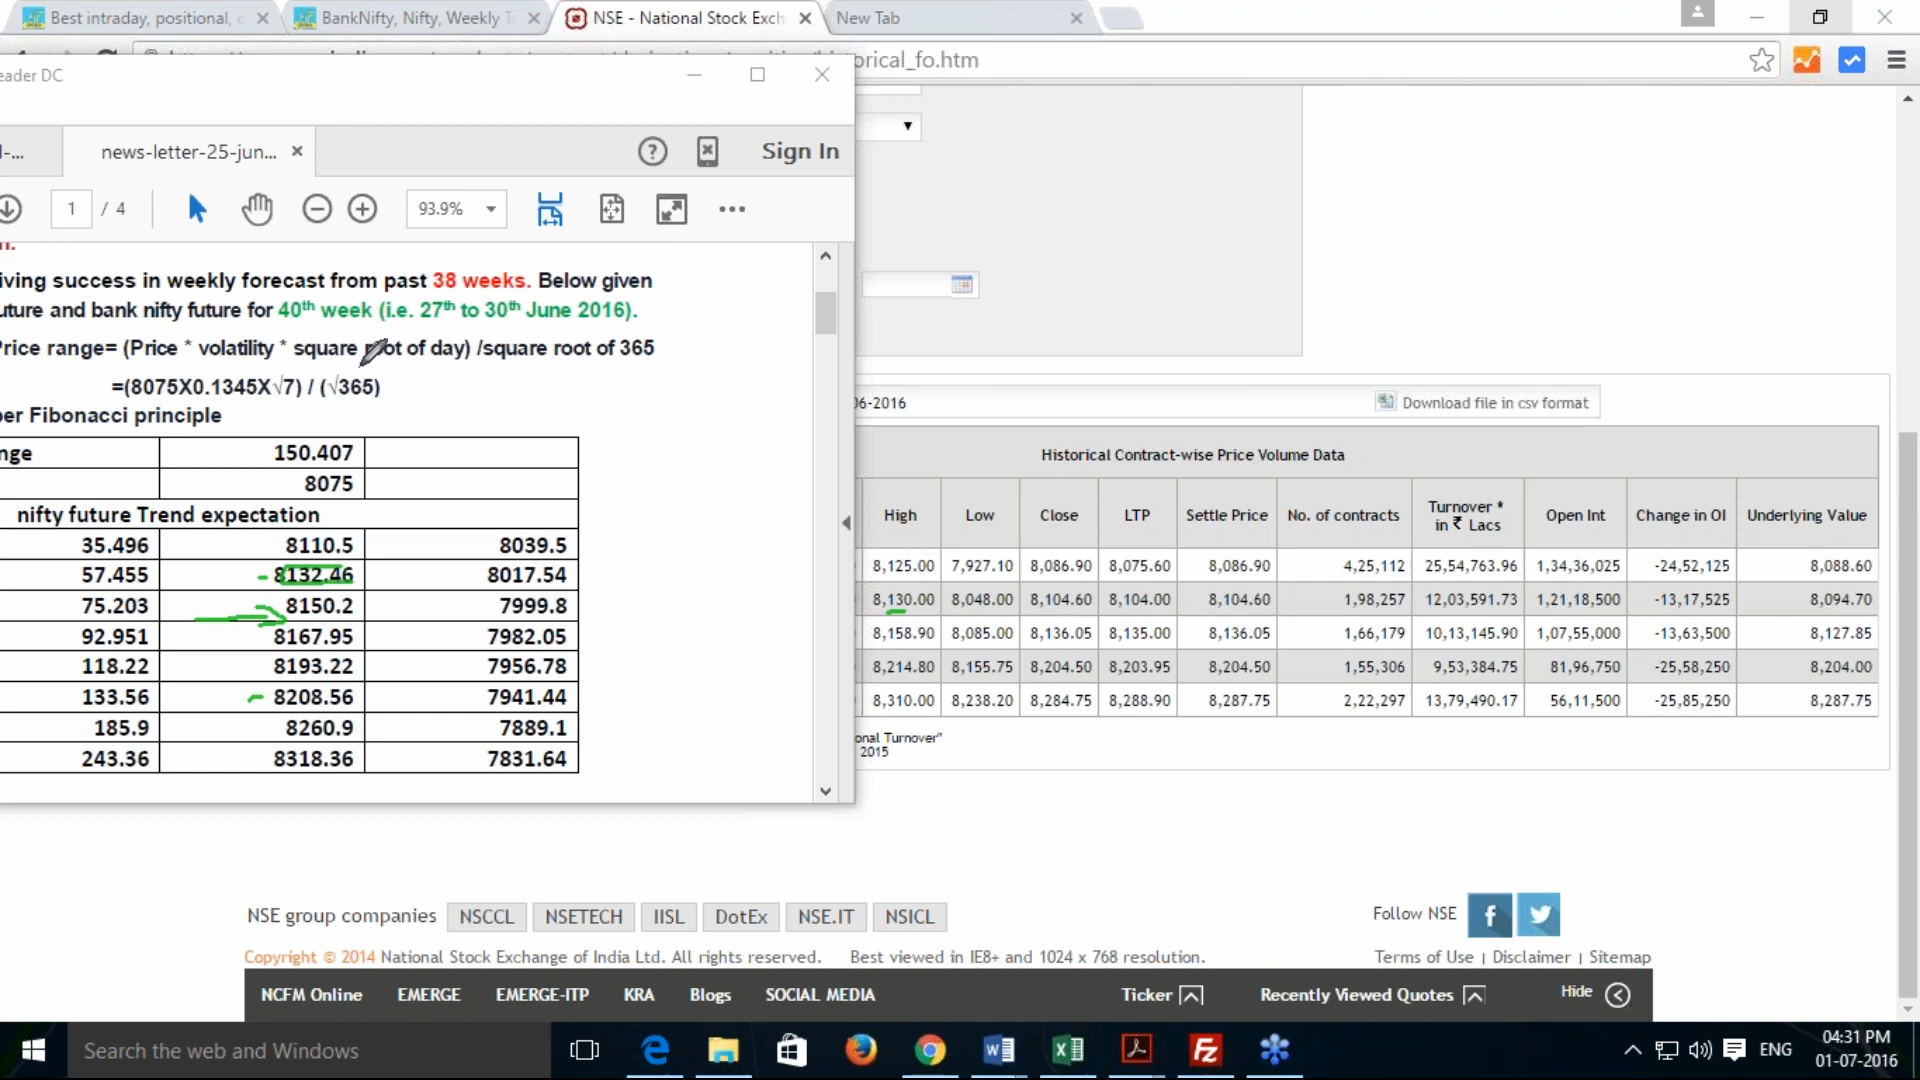 Best intraday, positional,
BankNifty, Nifty, Weekly T
NSE - National Stock Exch
New Tab
orical_fo.htm
eader DC
news-letter-25-jun...
Sign In
1 / 4
93.9%
iving success in weekly forecast from past 38 weeks. Below given
uture and bank nifty future for 40th week (i.e. 27th to 30th June 2016).
Price range= (Price * volatility * square root of day) /square root of 365
=(8075X0.1345X√7) / (√365)
per Fibonacci principle
nge 150.407
8075
nifty future Trend expectation
35.496 8110.5 8039.5
57.455 8132.46 8017.54
75.203 8150.2 7999.8
92.951 8167.95 7982.05
118.22 8193.22 7956.78
133.56 8208.56 7941.44
185.9 8260.9 7889.1
243.36 8318.36 7831.64
06-2016
Download file in csv format
Historical Contract-wise Price Volume Data
High Low Close LTP Settle Price No. of contracts Turnover * in ₹ Lacs Open Int Change in OI Underlying Value
8,125.00 7,927.10 8,086.90 8,075.60 8,086.90 4,25,112 25,54,763.96 1,34,36,025 -24,52,125 8,088.60
8,130.00 8,048.00 8,104.60 8,104.00 8,104.60 1,98,257 12,03,591.73 1,21,18,500 -13,17,525 8,094.70
8,158.90 8,085.00 8,136.05 8,135.00 8,136.05 1,66,179 10,13,145.90 1,07,55,000 -13,63,500 8,127.85
8,214.80 8,155.75 8,204.50 8,203.95 8,204.50 1,55,306 9,53,384.75 81,96,750 -25,58,250 8,204.00
8,310.00 8,238.20 8,284.75 8,288.90 8,287.75 2,22,297 13,79,490.17 56,11,500 -25,85,250 8,287.75
onal Turnover"
2015
NSE group companies NSCCL NSETECH IISL DotEx NSE.IT NSICL
Follow NSE
Copyright © 2014 National Stock Exchange of India Ltd. All rights reserved. Best viewed in IE8+ and 1024 x 768 resolution.
Terms of Use | Disclaimer | Sitemap
NCFM Online EMERGE EMERGE-ITP KRA Blogs SOCIAL MEDIA
Ticker Recently Viewed Quotes Hide
Search the web and Windows
ENG
04:31 PM
01-07-2016